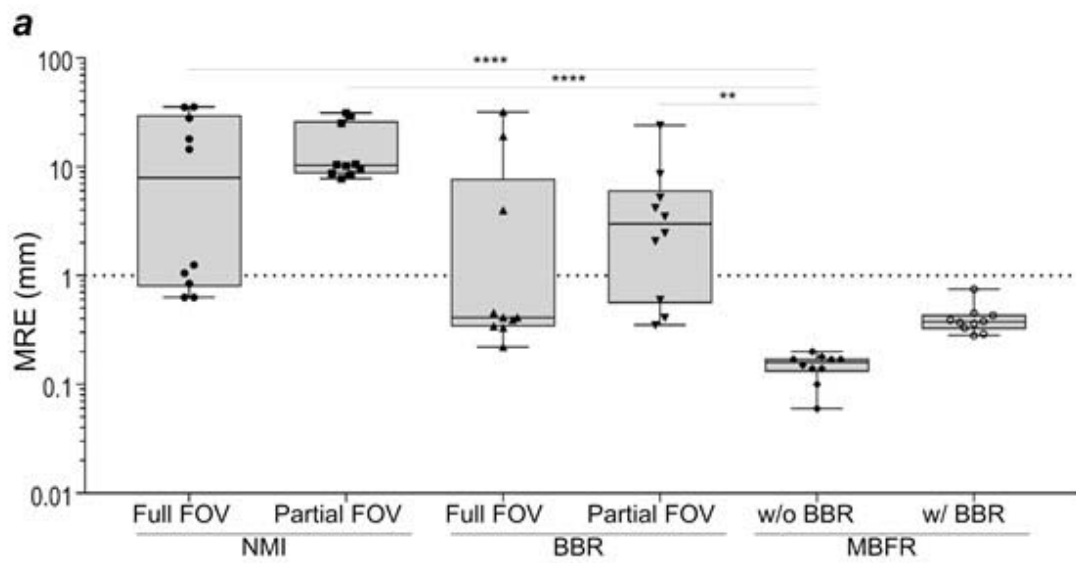 a
100
****
****
**
10
1
0.1
0.01
MRE (mm)
Full FOV Partial FOV Full FOV Partial FOV w/o BBR w/ BBR
NMI BBR MBFR